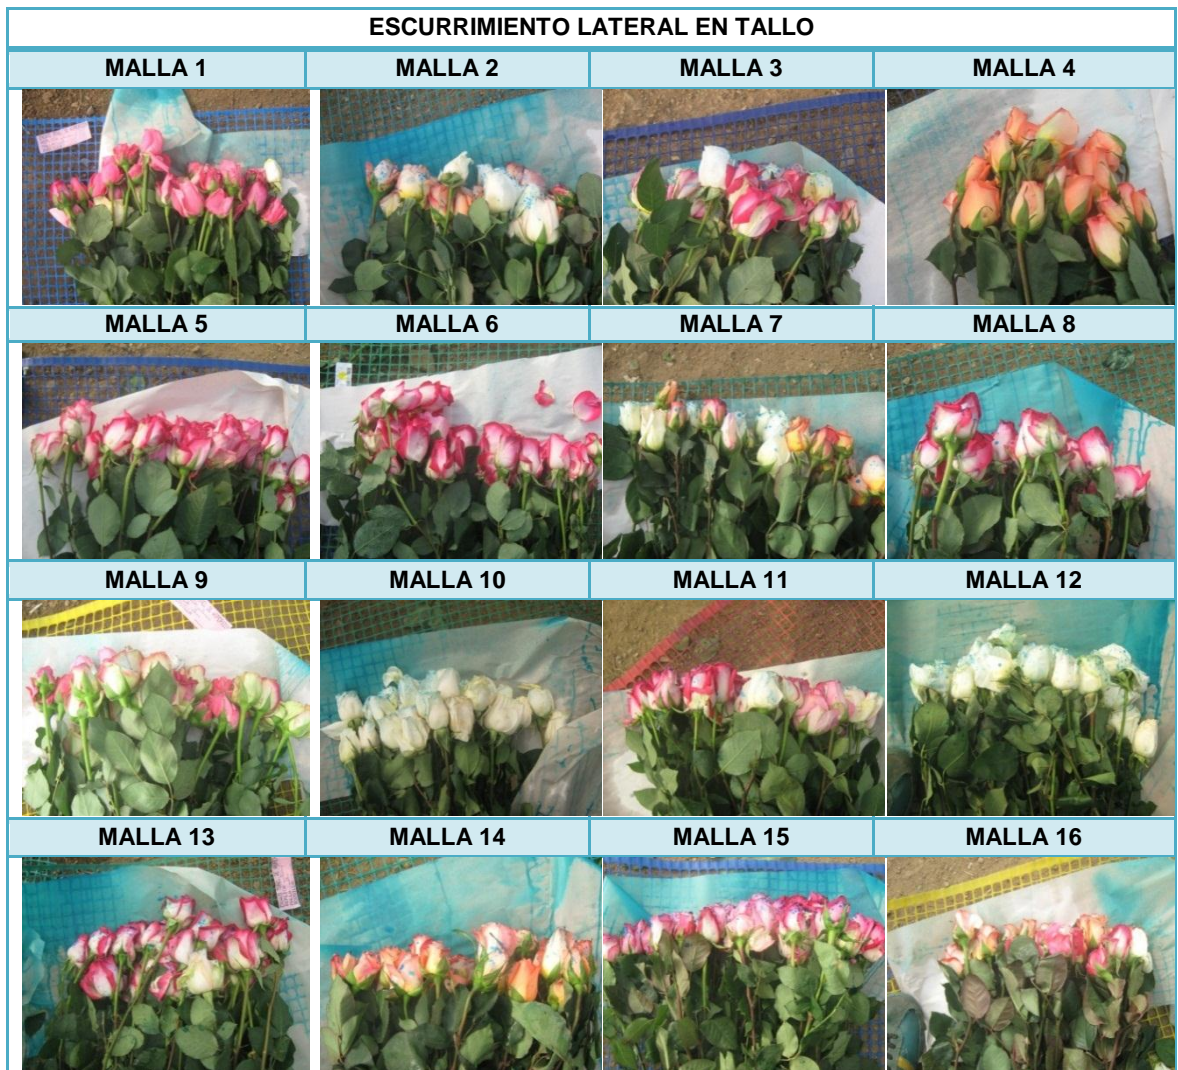 ESCURRIMIENTO LATERAL EN TALLO
MALLA 1 MALLA 2 MALLA 3 MALLA 4
MALLA 5 MALLA 6 MALLA 7 MALLA 8
MALLA 9 MALLA 10 MALLA 11 MALLA 12
MALLA 13 MALLA 14 MALLA 15 MALLA 16